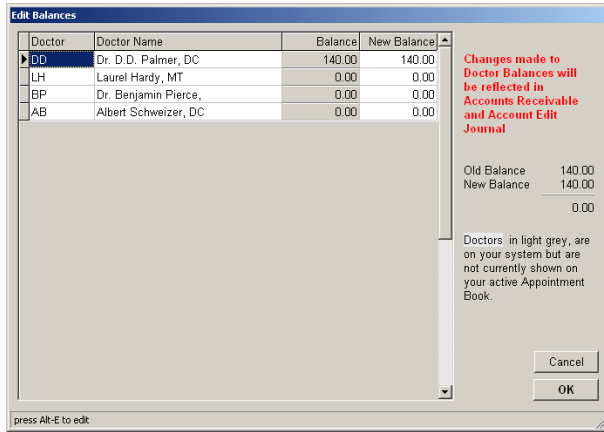 Edit Balances
Doctor Doctor Name Balance New Balance
DD Dr. D.D. Palmer, DC 140.00 140.00
LH Laurel Hardy, MT 0.00 0.00
BP Dr. Benjamin Pierce, 0.00 0.00
AB Albert Schweizer, DC 0.00 0.00
Changes made to
Doctor Balances will
be reflected in
Accounts Receivable
and Account Edit
Journal
Old Balance 140.00
New Balance 140.00
0.00
Doctors in light grey, are
on your system but are
not currently shown on
your active Appointment
Book.
Cancel
OK
press Alt-E to edit